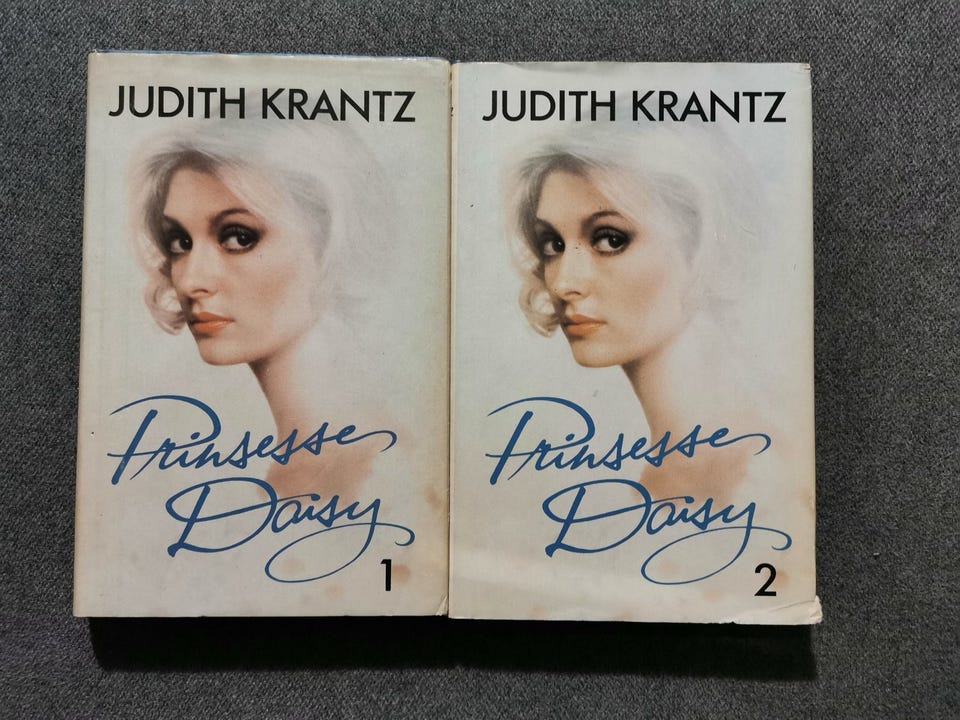 JUDITH KRANTZ
Prinsesse
Daisy
1
JUDITH KRANTZ
Prinsesse
Daisy
2